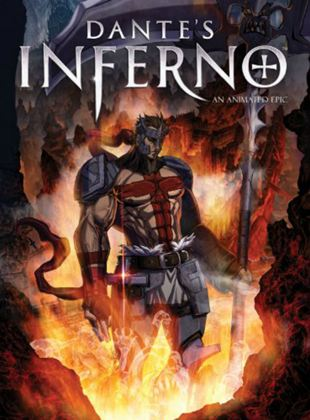 DANTE'S
INFERNO
AN ANIMATED EPIC